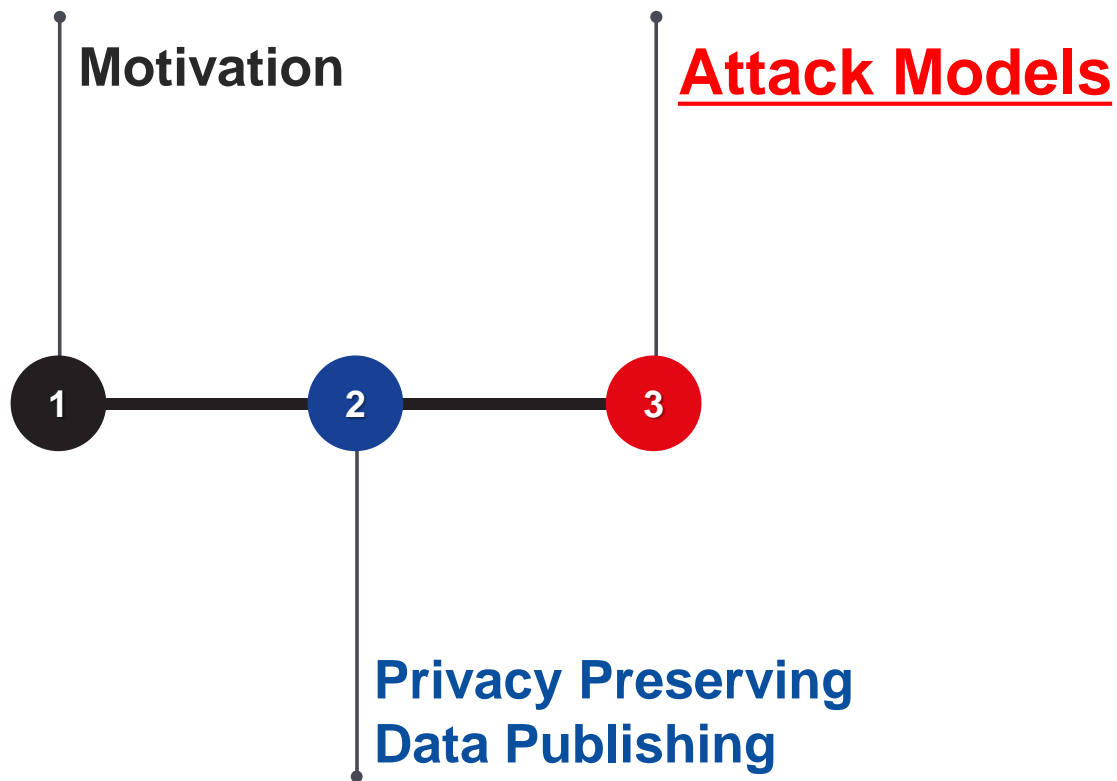 Motivation
Attack Models
1
2
3
Privacy Preserving
Data Publishing